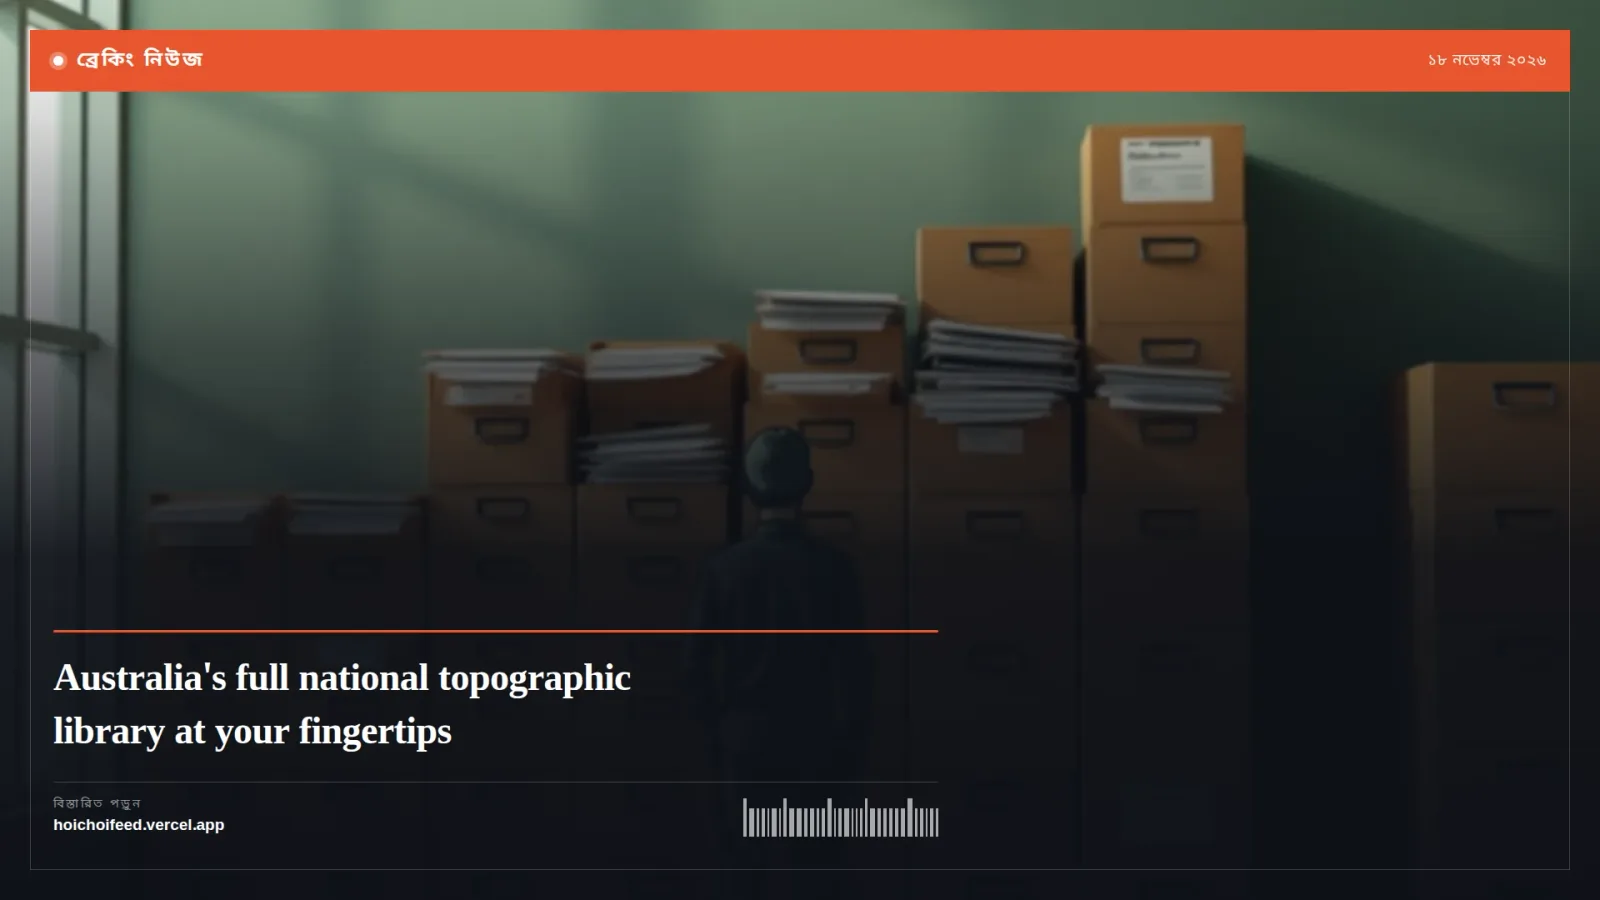 ব্রেকিং নিউজ
১৮ নভেম্বর ২০২৬
Australia's full national topographic
library at your fingertips
বিস্তারিত পড়ুন
hoichoifeed.vercel.app